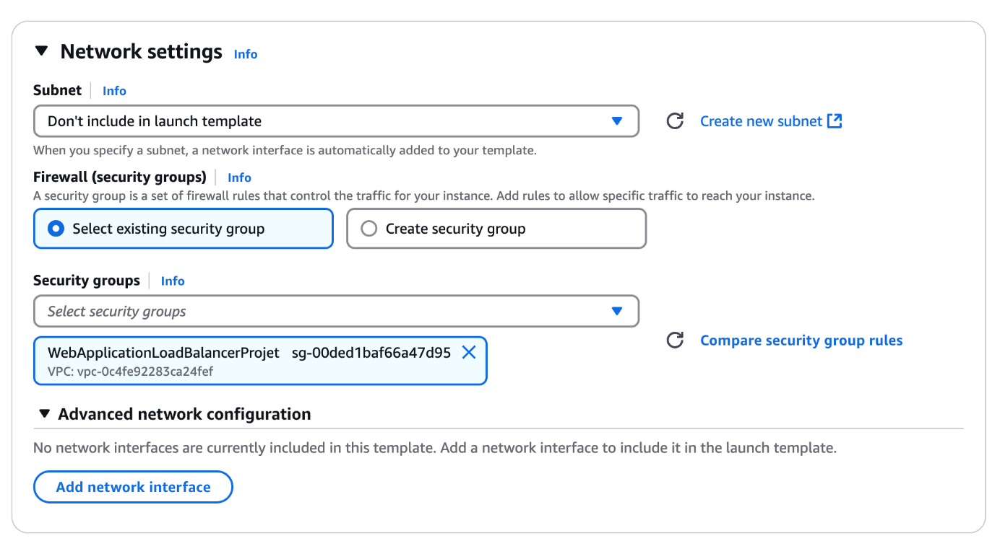 Network settings Info
Subnet Info
Don't include in launch template
Create new subnet
When you specify a subnet, a network interface is automatically added to your template.
Firewall (security groups) Info
A security group is a set of firewall rules that control the traffic for your instance. Add rules to allow specific traffic to reach your instance.
Select existing security group
Create security group
Security groups Info
Select security groups
WebApplicationLoadBalancerProjet sg-00ded1baf66a47d95
VPC: vpc-0c4fe92283ca24fef
Compare security group rules
Advanced network configuration
No network interfaces are currently included in this template. Add a network interface to include it in the launch template.
Add network interface